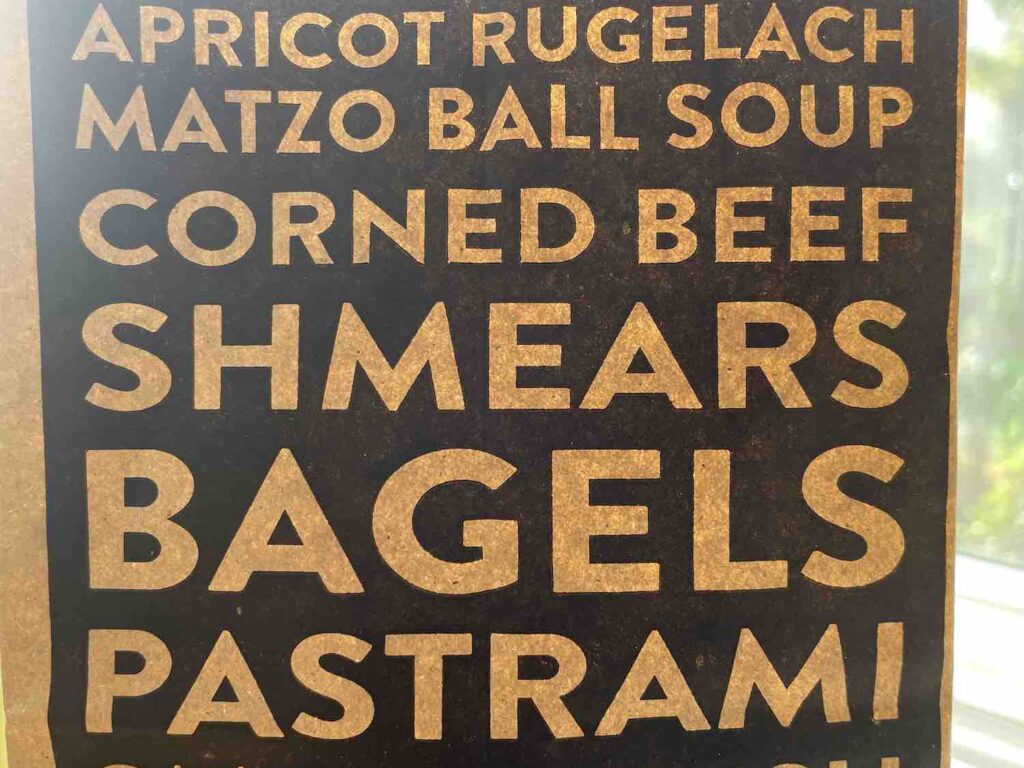 APRICOT RUGELACH
MATZO BALL SOUP
CORNED BEEF
SHMEARS
BAGELS
PASTRAMI